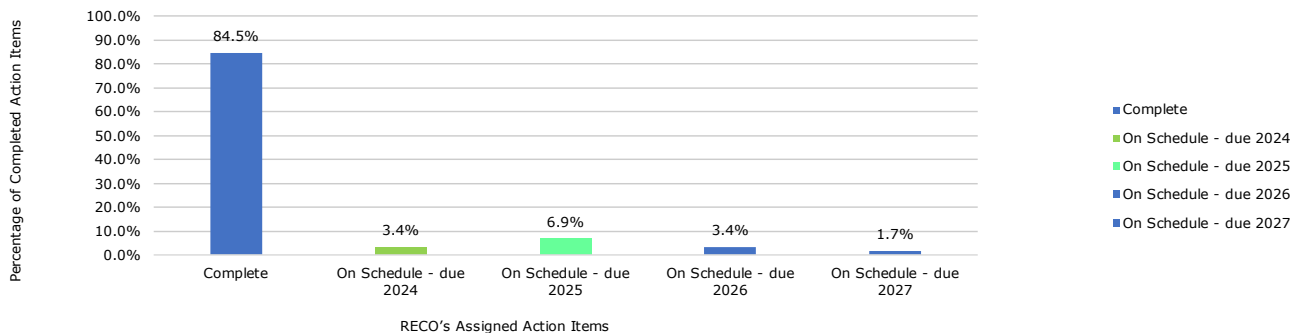 Percentage of Completed Action Items
100.0%
90.0%
80.0%
70.0%
60.0%
50.0%
40.0%
30.0%
20.0%
10.0%
0.0%
84.5%
3.4%
6.9%
3.4%
1.7%
Complete
On Schedule - due
2024
On Schedule - due
2025
On Schedule - due
2026
On Schedule - due
2027
RECO's Assigned Action Items
Complete
On Schedule - due 2024
On Schedule - due 2025
On Schedule - due 2026
On Schedule - due 2027